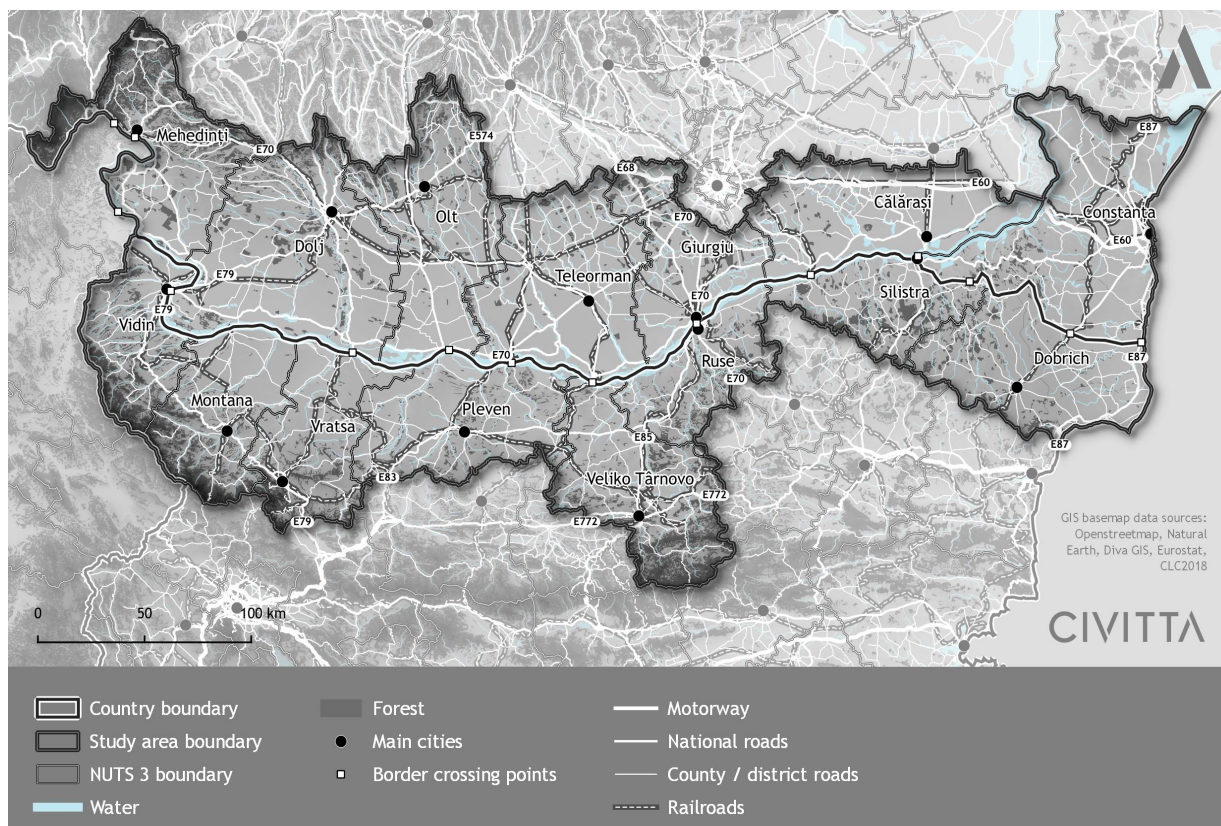 Mehedinți
E70
E574
E87
E68
E60
Călărași
Constanța
Olt
E70
Giurgiu
E60
Dolj
E79
Teleorman
E70
Silistra
E79
Vidin
E70
Ruse
E70
Dobrich
E87
Montana
Pleven
Vratsa
E85
E87
E83
Veliko Târnovo
E772
E79
E772
GIS basemap data sources:
Openstreetmap, Natural
Earth, Diva GIS, Eurostat,
CLC2018
0 50 100 km
CIVITTA
Country boundary
Study area boundary
NUTS 3 boundary
Water
Forest
Main cities
Border crossing points
Motorway
National roads
County / district roads
Railroads